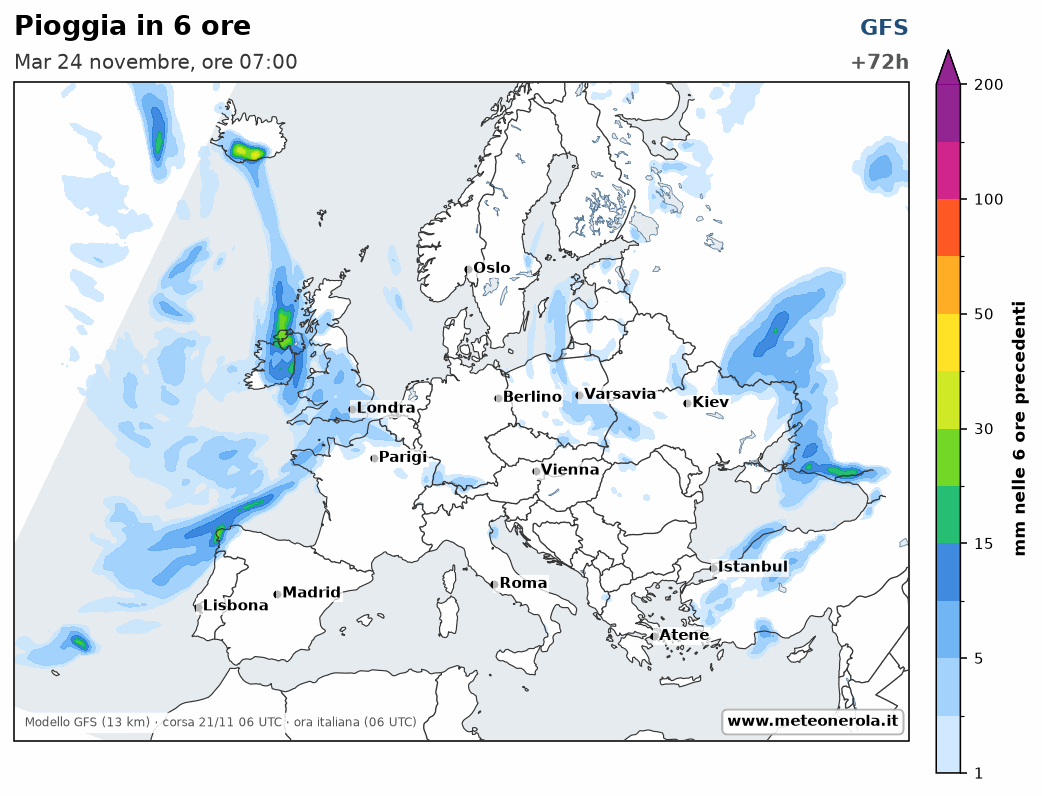 Pioggia in 6 ore
GFS
Mar 24 novembre, ore 07:00
+72h
200
100
50
30
15
5
1
mm nelle 6 ore precedenti
Oslo
Berlino
Varsavia
Kiev
Londra
Parigi
Vienna
Istanbul
Roma
Madrid
Lisbona
Atene
Modello GFS (13 km) · corsa 21/11 06 UTC · ora italiana (06 UTC)
www.meteonerola.it